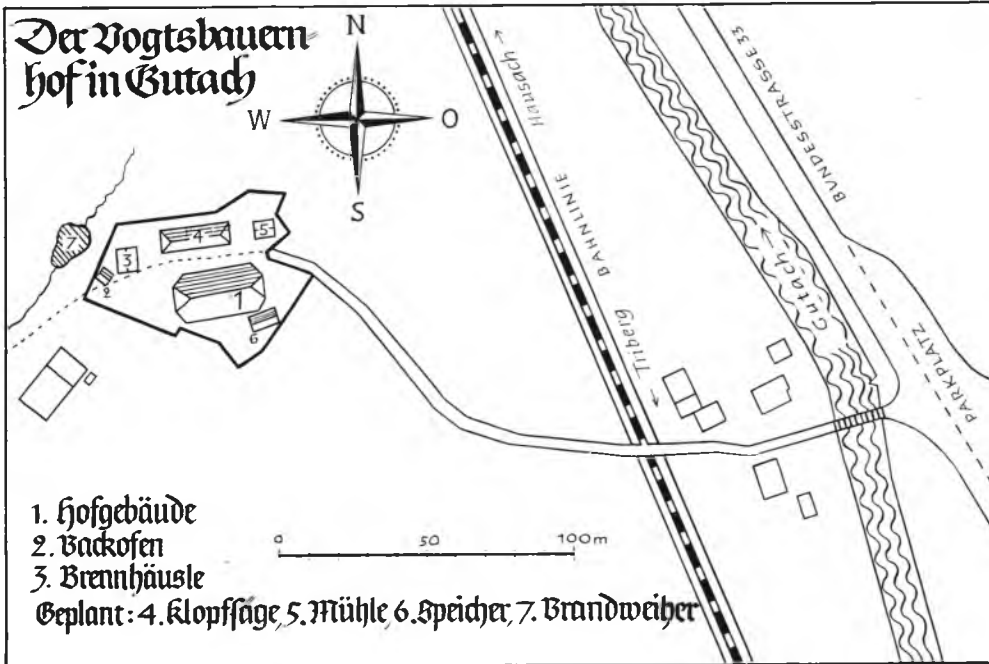 Der Vogtsbauern
hof in Gutach
N
W
O
S
Hausach →
BAHNLINIE
← Triberg
Gutach →
BUNDESSTRASSE 33
PARKPLATZ
7
3
2
4
5
1
6
1. Hofgebäude
2. Backofen
3. Brennhäusle
Geplant: 4. Klopfsäge, 5. Mühle, 6. Speicher, 7. Brandweiher
0 50 100m